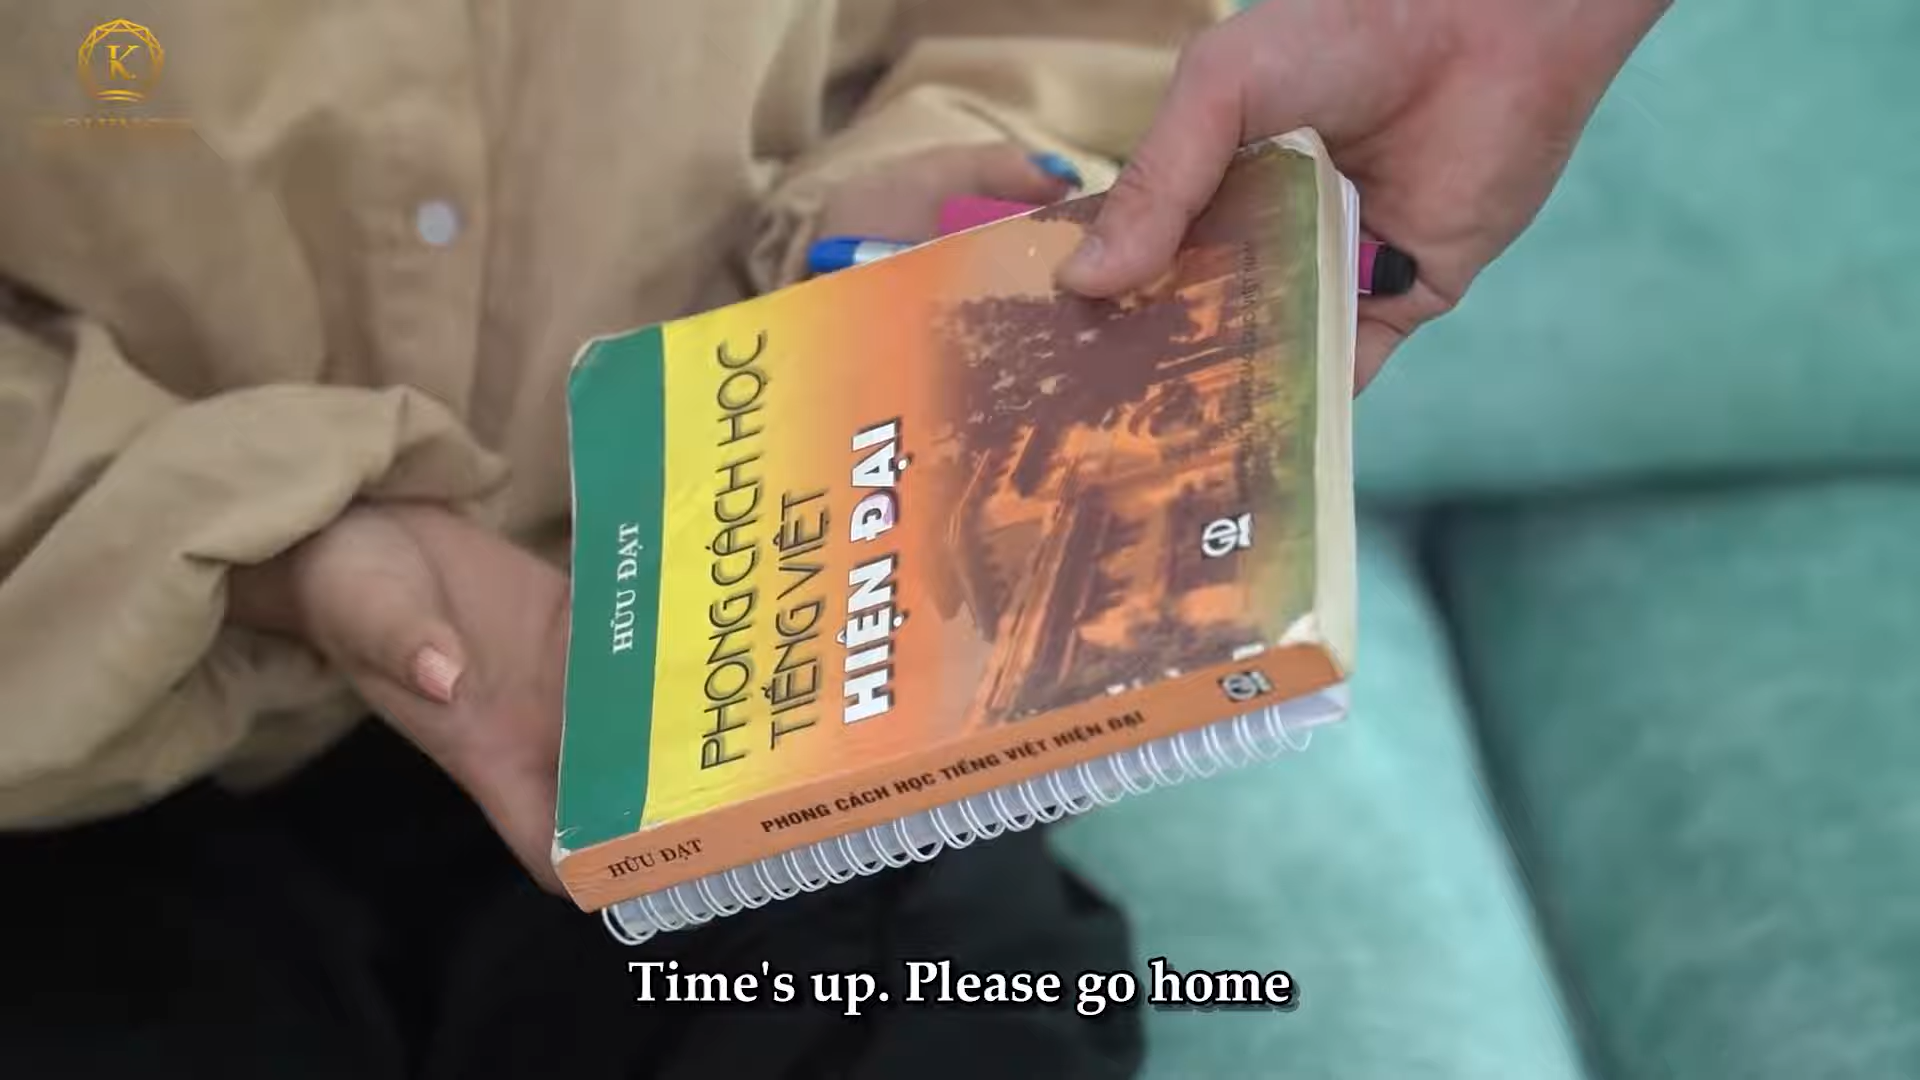 K
HỮU ĐẠT
PHONG CÁCH HỌC
TIẾNG VIỆT
HIỆN ĐẠI
HỮU ĐẠT PHONG CÁCH HỌC TIẾNG VIỆT HIỆN ĐẠI
Time's up. Please go home